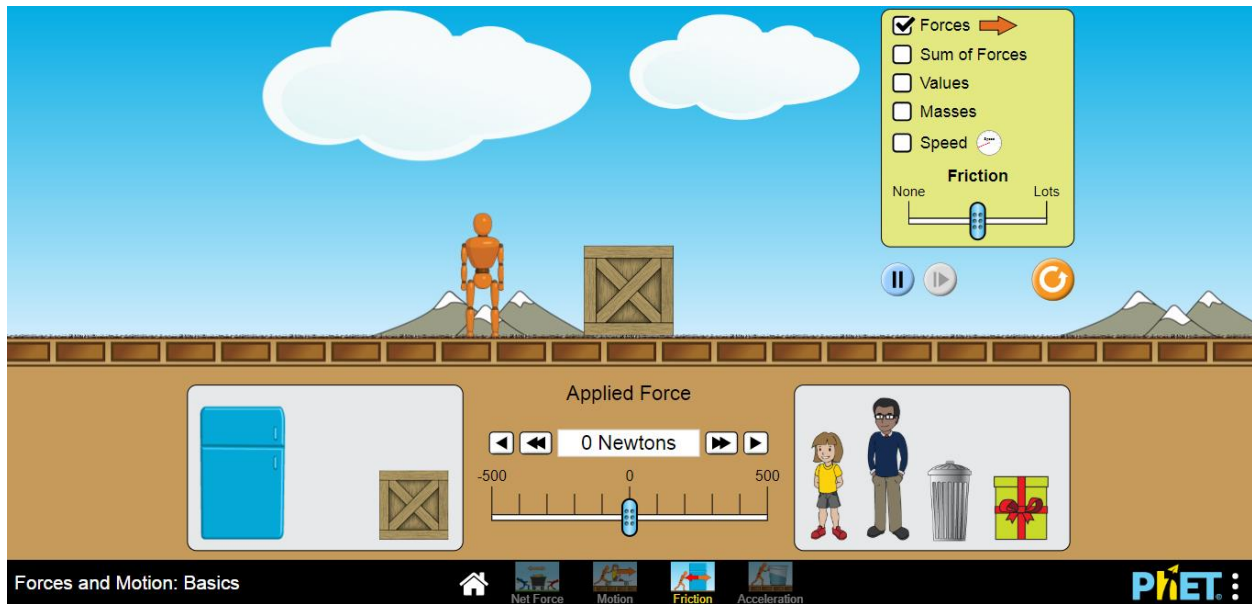 Forces
Sum of Forces
Values
Masses
Speed
Friction
None Lots
Applied Force
0 Newtons
-500 0 500
Forces and Motion: Basics
Net Force Motion Friction Acceleration
PhET